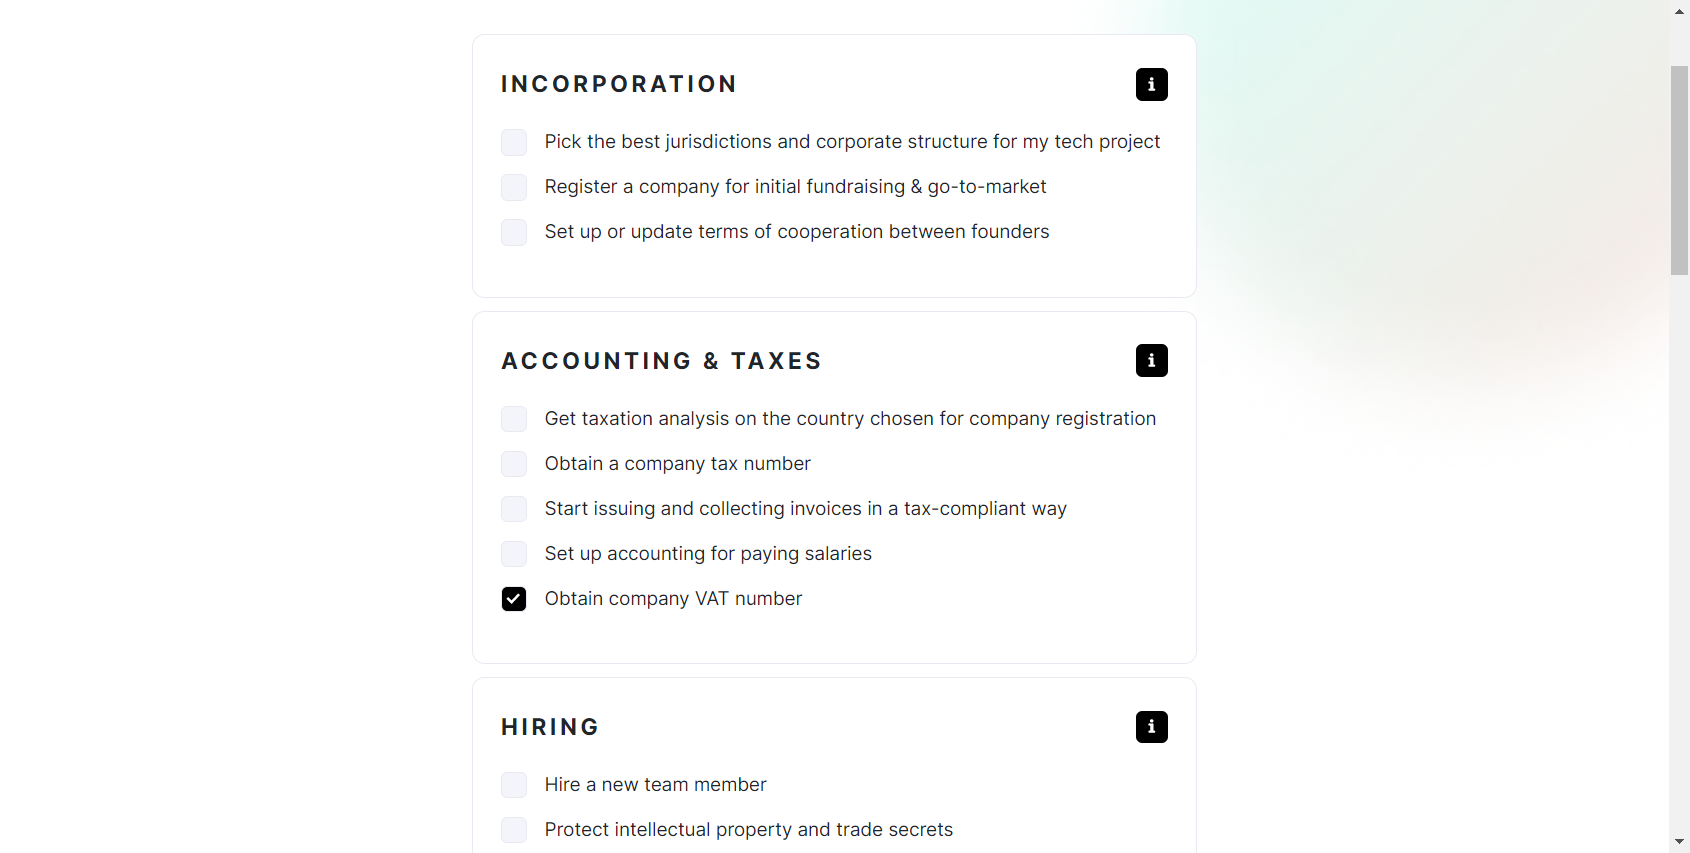 INCORPORATION
Pick the best jurisdictions and corporate structure for my tech project
Register a company for initial fundraising & go-to-market
Set up or update terms of cooperation between founders
ACCOUNTING & TAXES
Get taxation analysis on the country chosen for company registration
Obtain a company tax number
Start issuing and collecting invoices in a tax-compliant way
Set up accounting for paying salaries
Obtain company VAT number
HIRING
Hire a new team member
Protect intellectual property and trade secrets